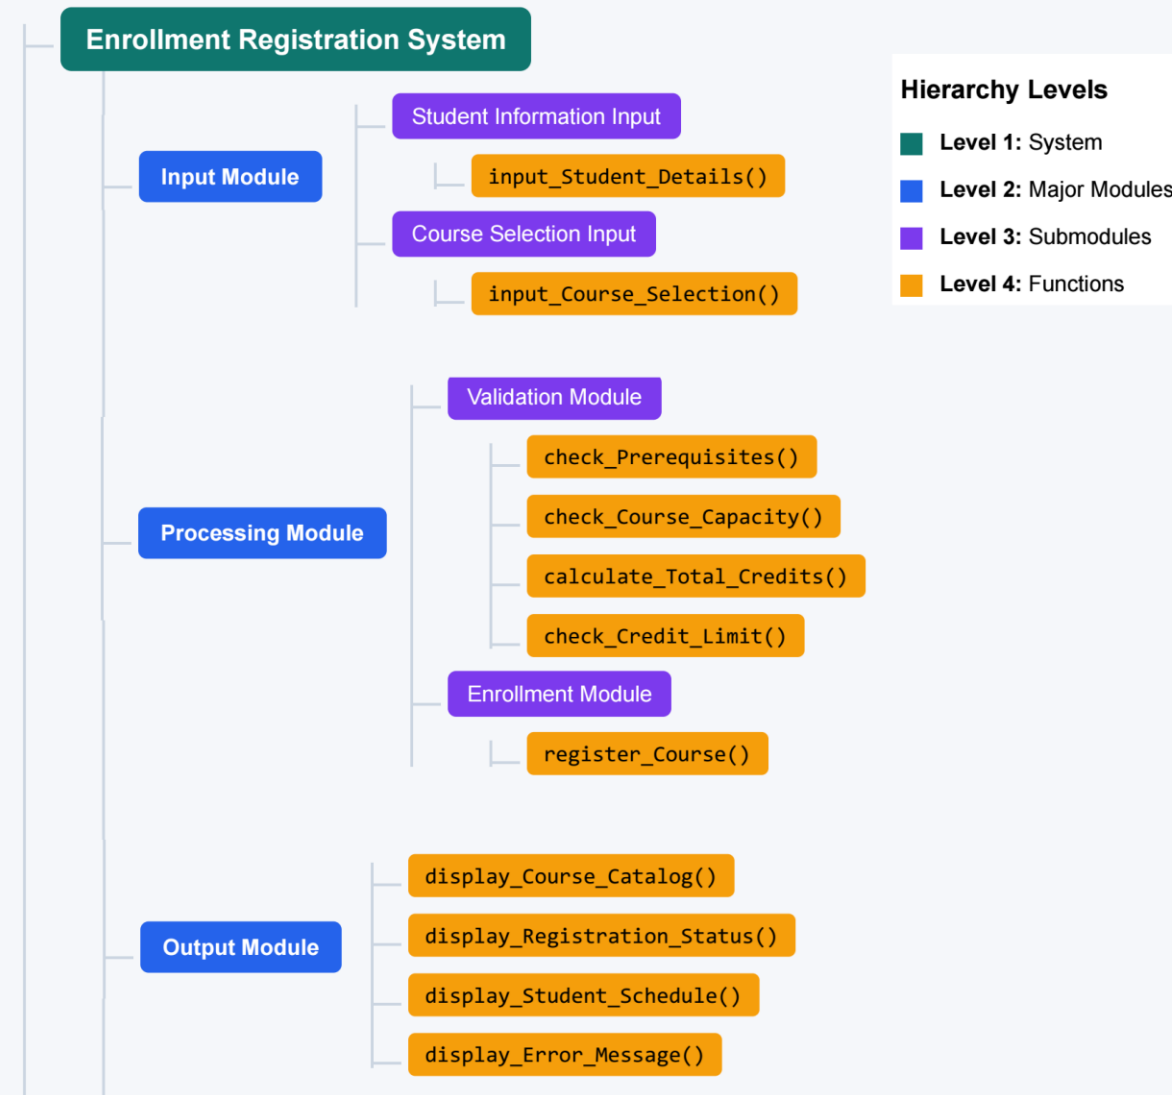 Enrollment Registration System
Hierarchy Levels
Level 1: System
Level 2: Major Modules
Level 3: Submodules
Level 4: Functions
Input Module
Student Information Input
input_Student_Details()
Course Selection Input
input_Course_Selection()
Processing Module
Validation Module
check_Prerequisites()
check_Course_Capacity()
calculate_Total_Credits()
check_Credit_Limit()
Enrollment Module
register_Course()
Output Module
display_Course_Catalog()
display_Registration_Status()
display_Student_Schedule()
display_Error_Message()